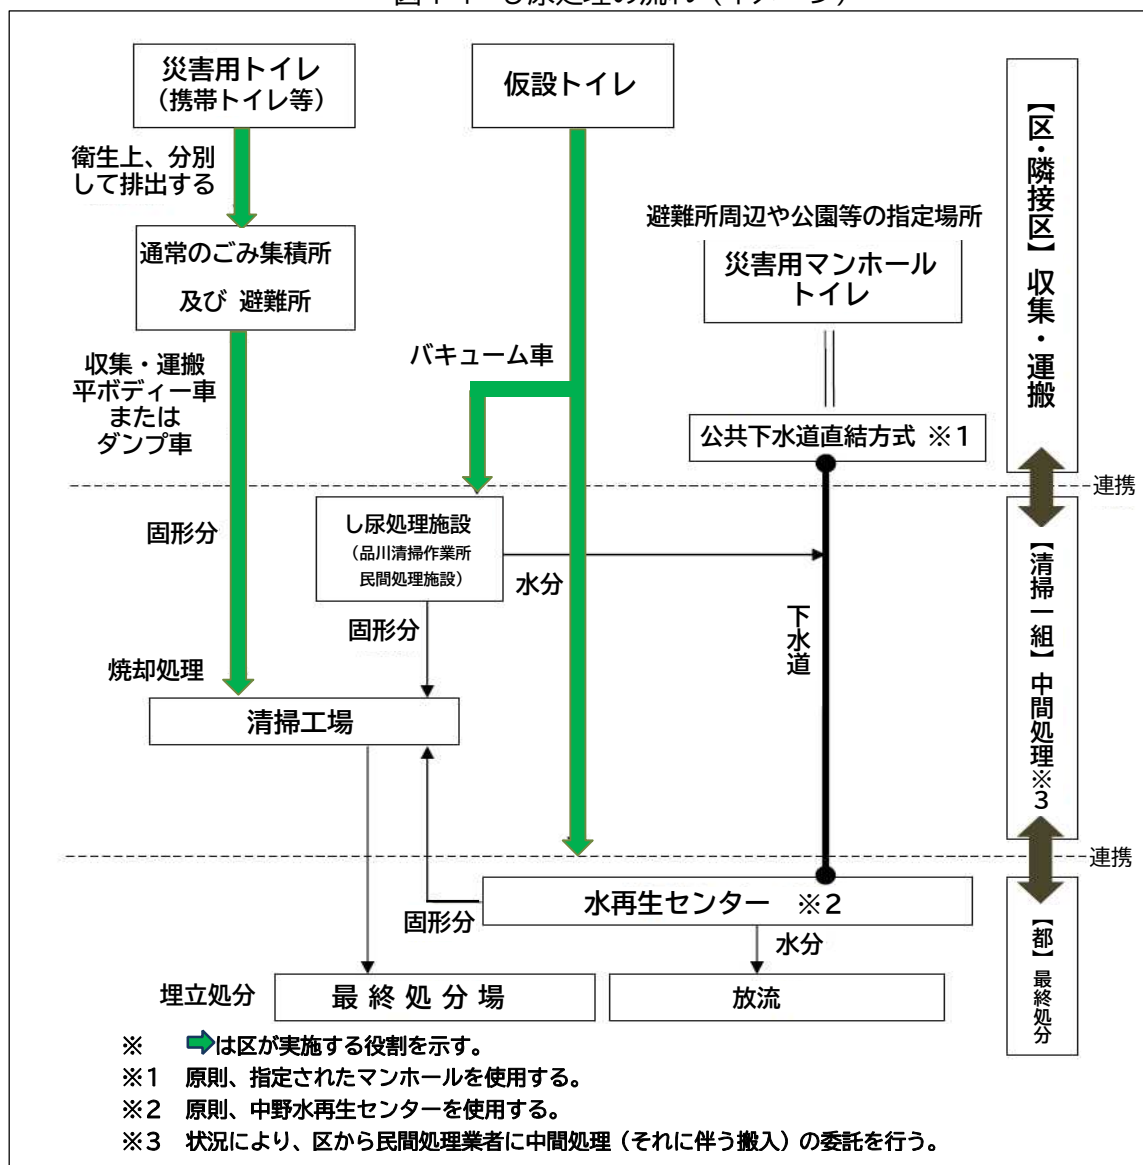 災害用トイレ
（携帯トイレ等）
仮設トイレ
衛生上、分別
して排出する
通常のごみ集積所
及び 避難所
避難所周辺や公園等の指定場所
災害用マンホール
トイレ
収集・運搬
平ボディー車
または
ダンプ車
バキューム車
公共下水道直結方式 ※１
【区・隣接区】収集・運搬
連携
固形分
し尿処理施設
（品川清掃作業所
民間処理施設）
水分
固形分
下水道
焼却処理
清掃工場
【清掃一組】中間処理※３
連携
水再生センター ※２
固形分
水分
埋立処分
最終処分場
放流
【都】最終処分
※ は区が実施する役割を示す。
※１ 原則、指定されたマンホールを使用する。
※２ 原則、中野水再生センターを使用する。
※３ 状況により、区から民間処理業者に中間処理（それに伴う搬入）の委託を行う。